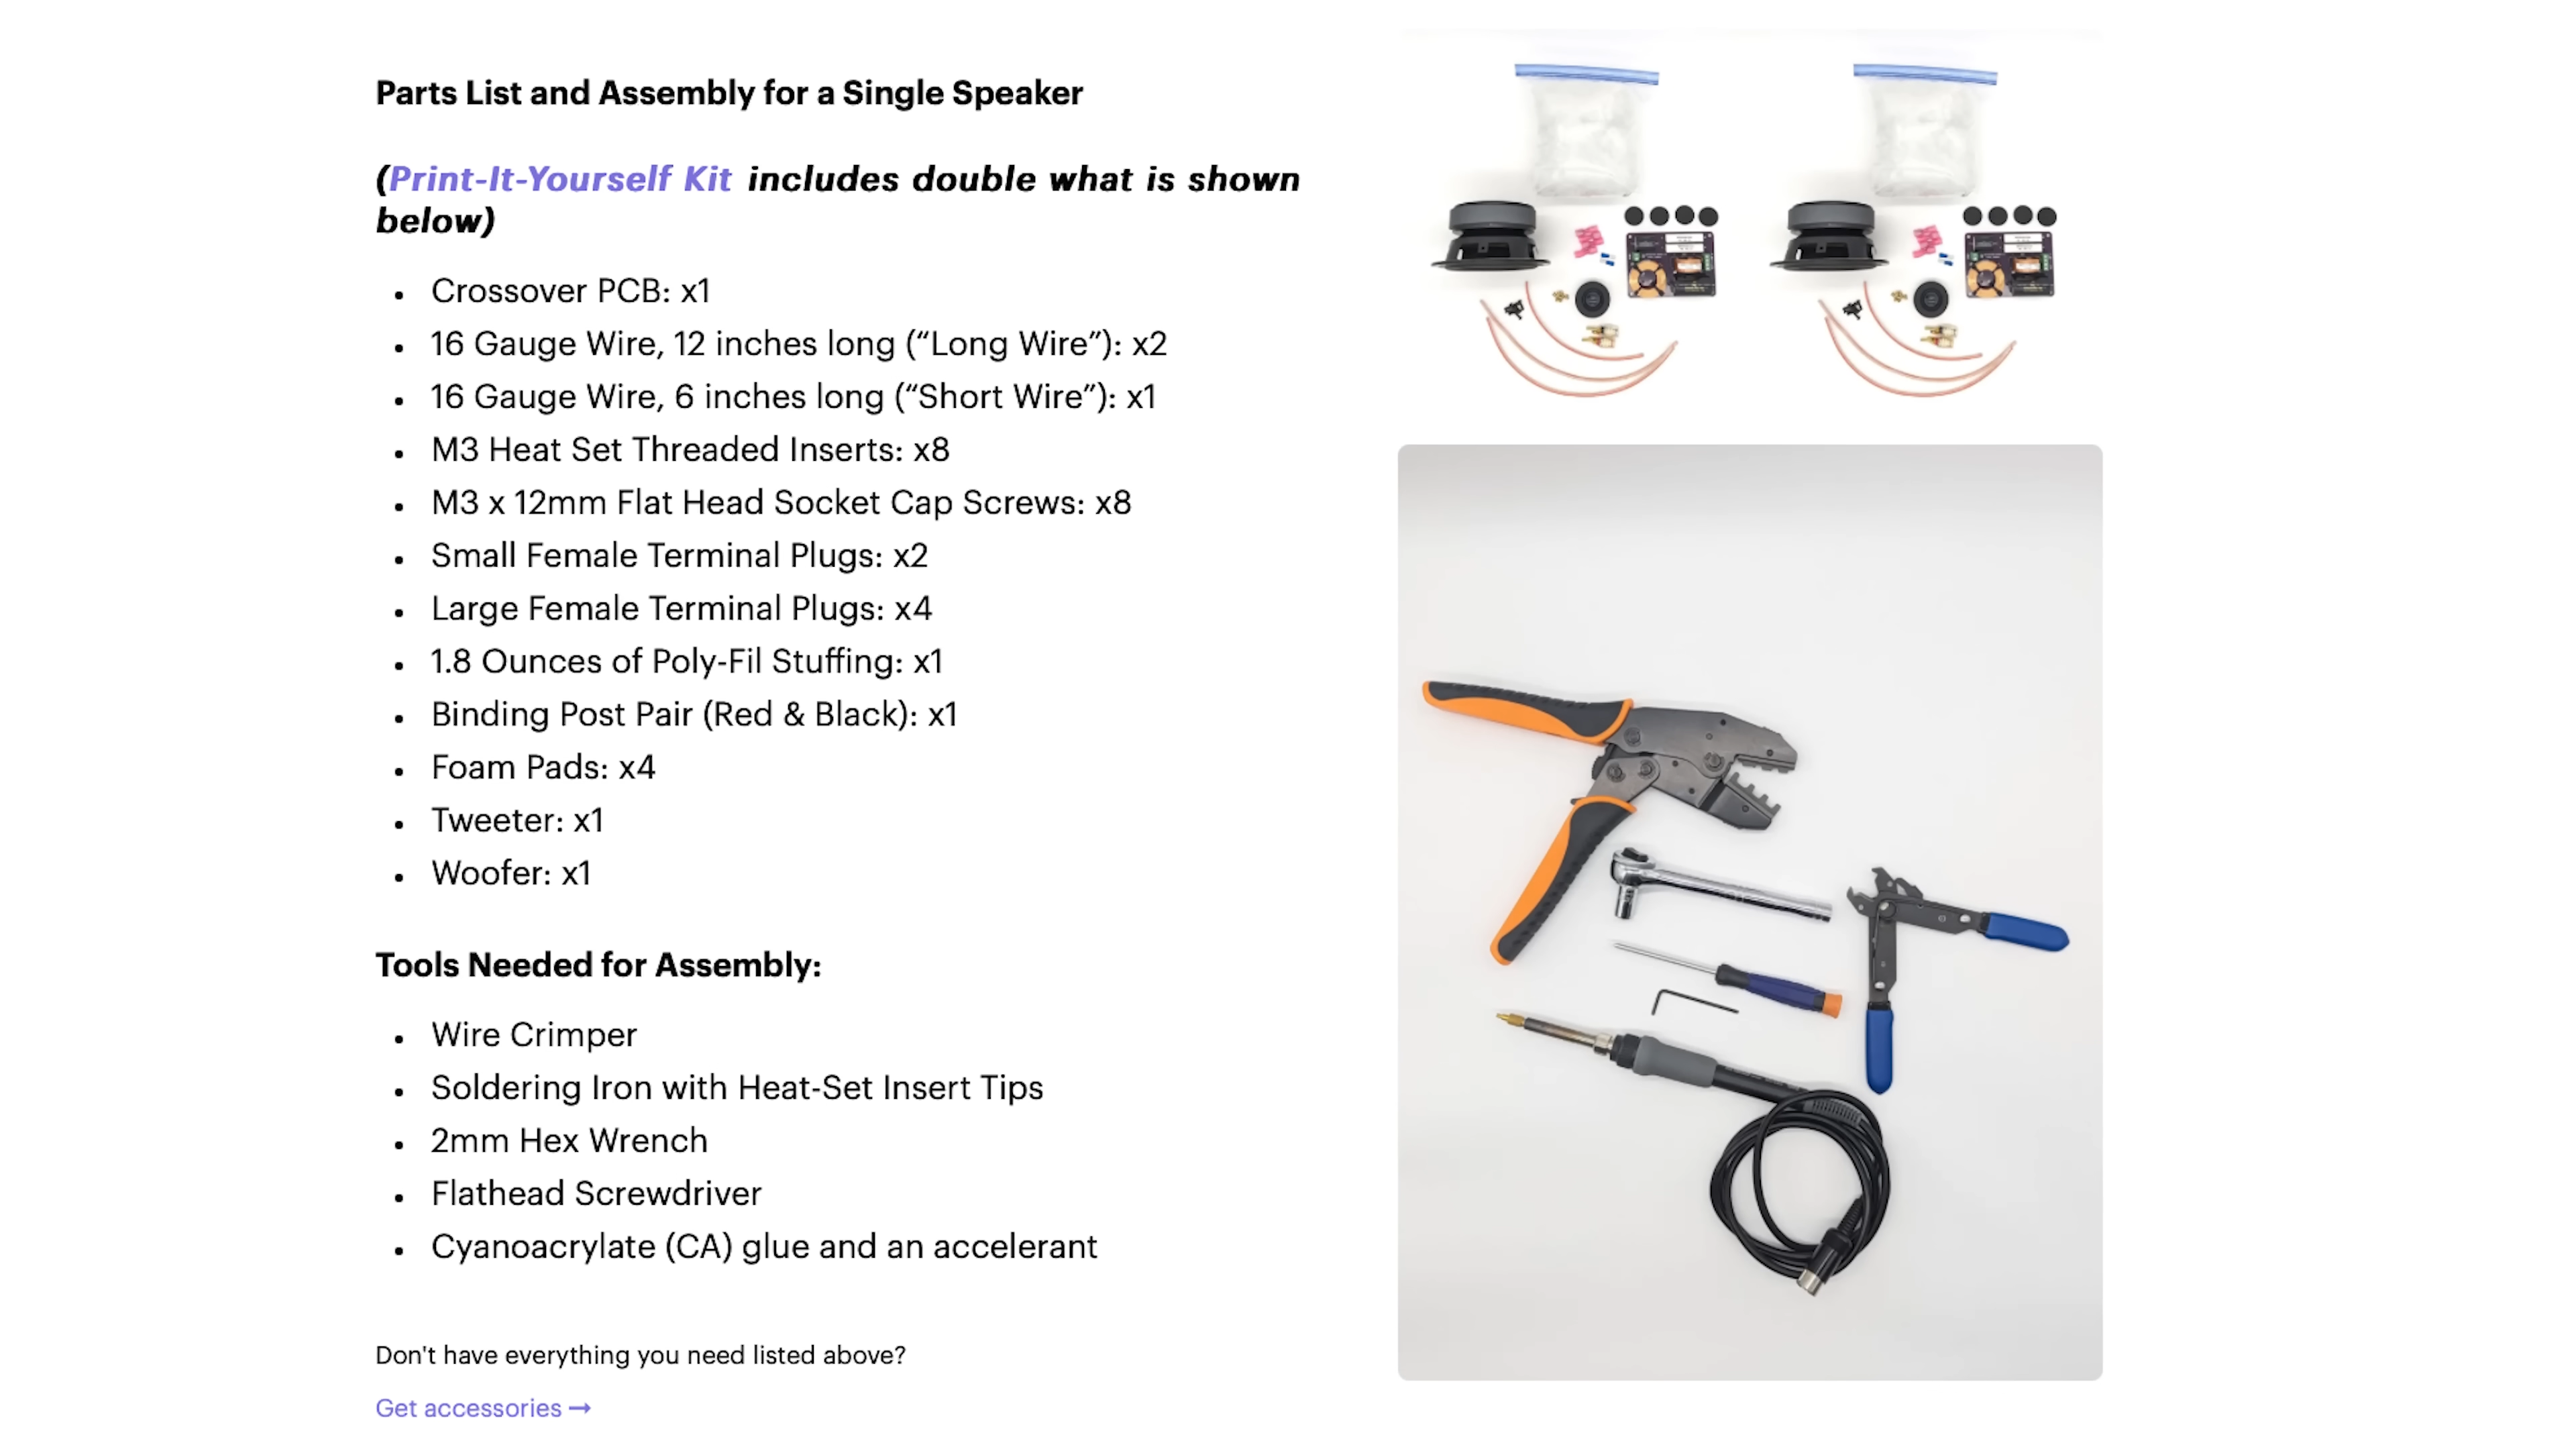 Parts List and Assembly for a Single Speaker
(Print-It-Yourself Kit includes double what is shown
below)
• Crossover PCB: x1
• 16 Gauge Wire, 12 inches long (“Long Wire”): x2
• 16 Gauge Wire, 6 inches long (“Short Wire”): x1
• M3 Heat Set Threaded Inserts: x8
• M3 x 12mm Flat Head Socket Cap Screws: x8
• Small Female Terminal Plugs: x2
• Large Female Terminal Plugs: x4
• 1.8 Ounces of Poly-Fil Stuffing: x1
• Binding Post Pair (Red & Black): x1
• Foam Pads: x4
• Tweeter: x1
• Woofer: x1
Tools Needed for Assembly:
• Wire Crimper
• Soldering Iron with Heat-Set Insert Tips
• 2mm Hex Wrench
• Flathead Screwdriver
• Cyanoacrylate (CA) glue and an accelerant
Don't have everything you need listed above?
Get accessories →